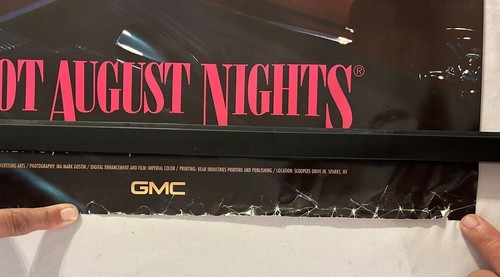 OT AUGUST NIGHTS®
ERTISING ARTS / PHOTOGRAPHY: IRA MARK GOSTIN / DIGITAL ENHANCEMENT AND FILM: IMPERIAL COLOR / PRINTING: BEAR INDUSTRIES PRINTING AND PUBLISHING / LOCATION: SCOOPERS DRIVE-IN, SPARKS, NV
GMC